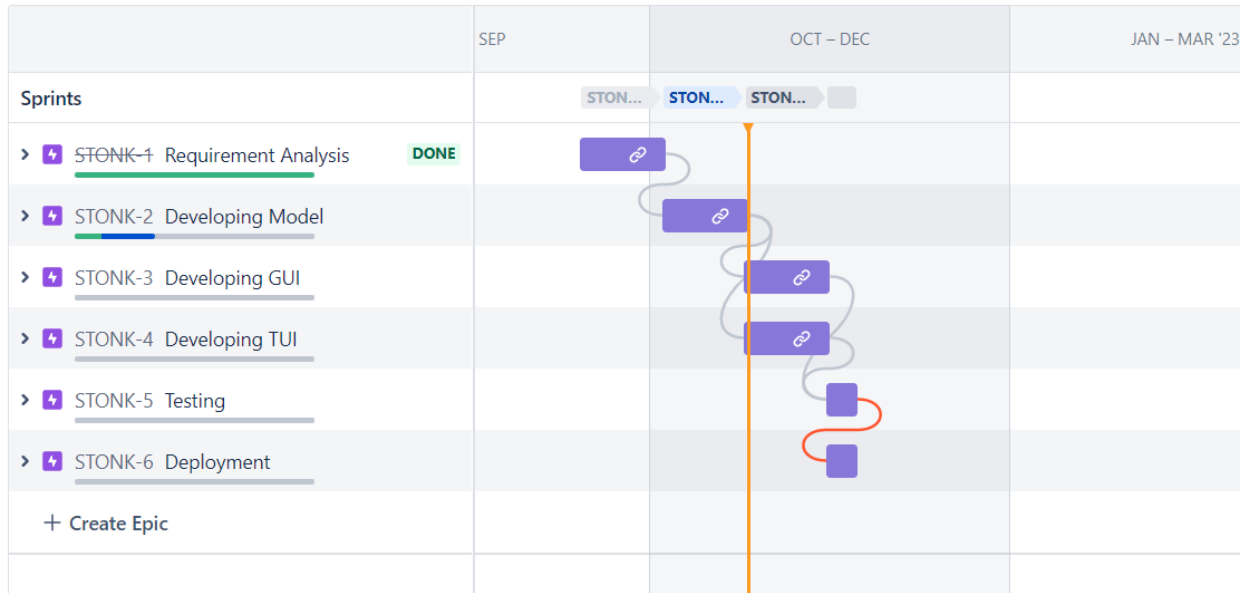 SEP OCT – DEC JAN – MAR '23
Sprints STON... STON... STON...
STONK-1 Requirement Analysis DONE
STONK-2 Developing Model
STONK-3 Developing GUI
STONK-4 Developing TUI
STONK-5 Testing
STONK-6 Deployment
+ Create Epic